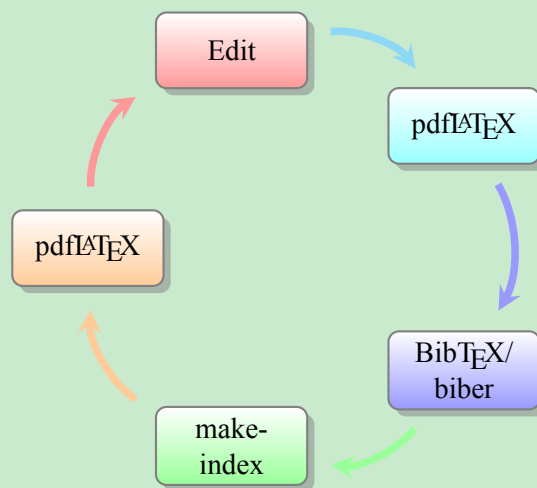 Edit
pdfLATEX
BibTEX/
biber
make-
index
pdfLATEX